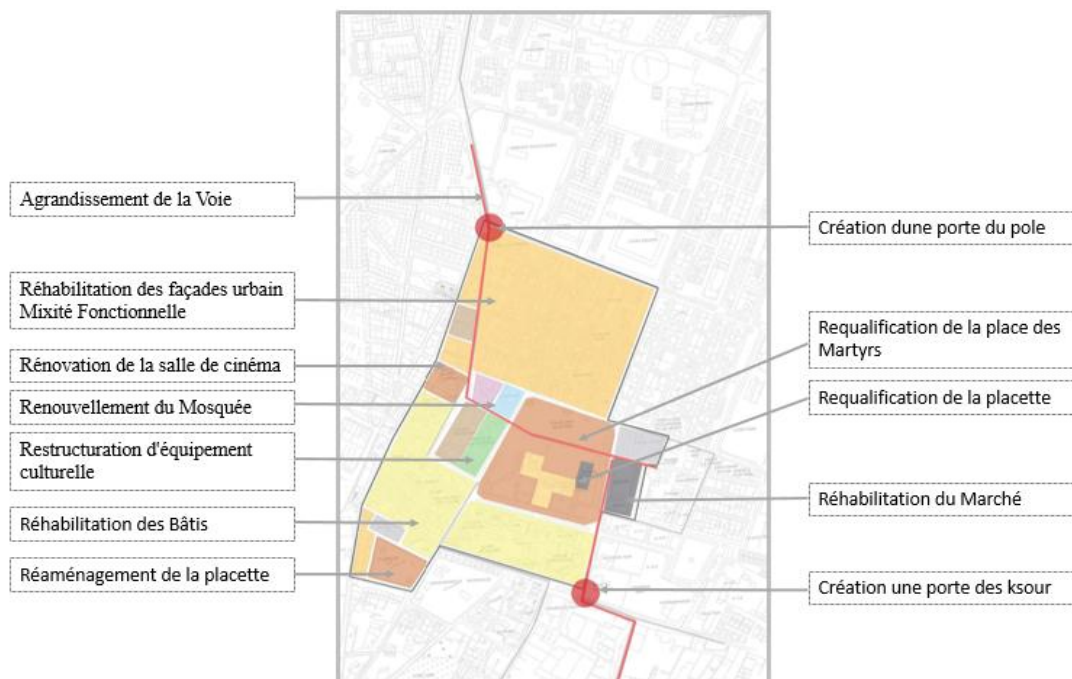 Agrandissement de la Voie
Réhabilitation des façades urbain
Mixité Fonctionnelle
Rénovation de la salle de cinéma
Renouvellement du Mosquée
Restructuration d'équipement
culturelle
Réhabilitation des Bâtis
Réaménagement de la placette
Création dune porte du pole
Requalification de la place des
Martyrs
Requalification de la placette
Réhabilitation du Marché
Création une porte des ksour